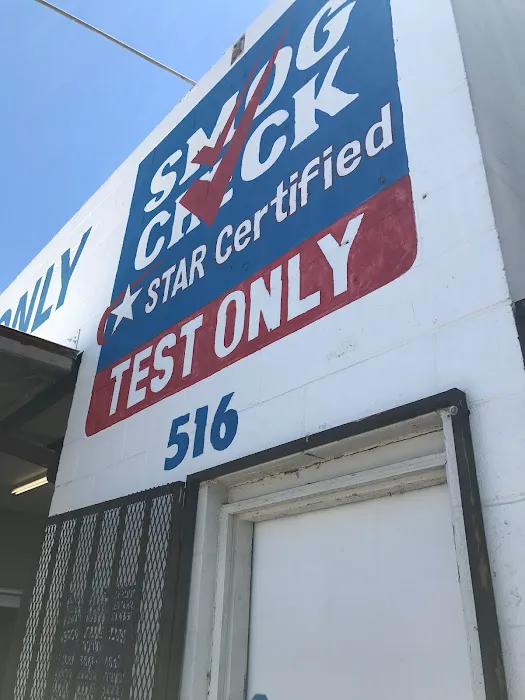 SMOG
CHECK
STAR Certified
TEST ONLY
ONLY
516